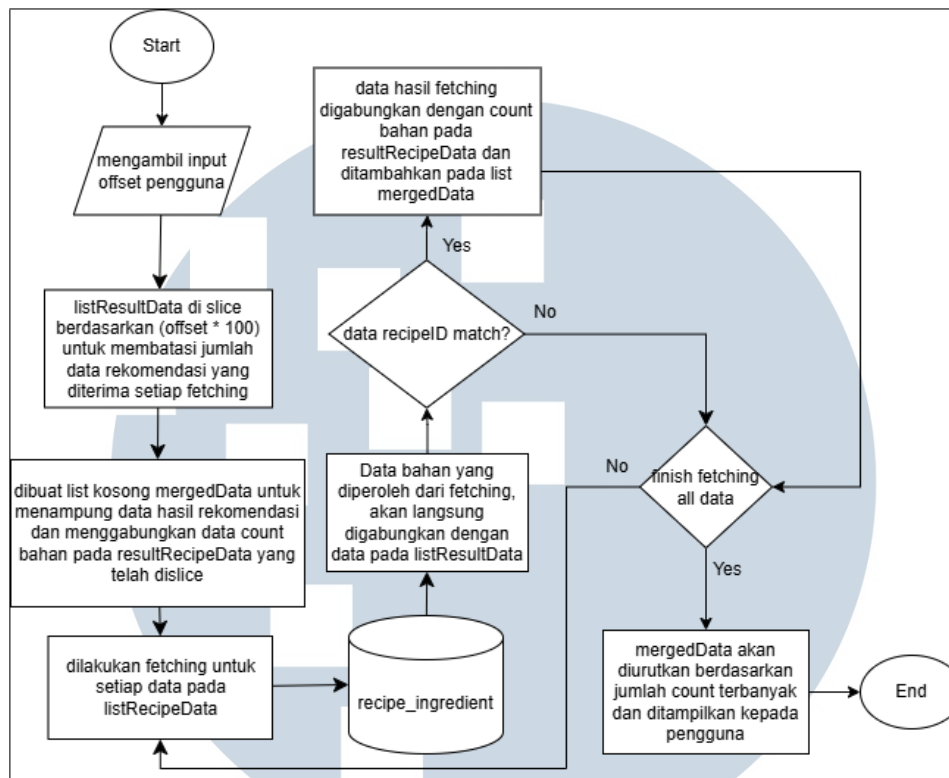 Start
mengambil input
offset pengguna
listResultData di slice
berdasarkan (offset * 100)
untuk membatasi jumlah
data rekomendasi yang
diterima setiap fetching
dibuat list kosong mergedData untuk
menampung data hasil rekomendasi
dan menggabungkan data count
bahan pada resultRecipeData yang
telah dislice
dilakukan fetching untuk
setiap data pada
listRecipeData
recipe_ingredient
Data bahan yang
diperoleh dari fetching,
akan langsung
digabungkan dengan
data pada listResultData
data recipeID match?
Yes
No
data hasil fetching
digabungkan dengan count
bahan pada
resultRecipeData dan
ditambahkan pada list
mergedData
finish fetching
all data
No
Yes
mergedData akan
diurutkan berdasarkan
jumlah count terbanyak
dan ditampilkan kepada
pengguna
End